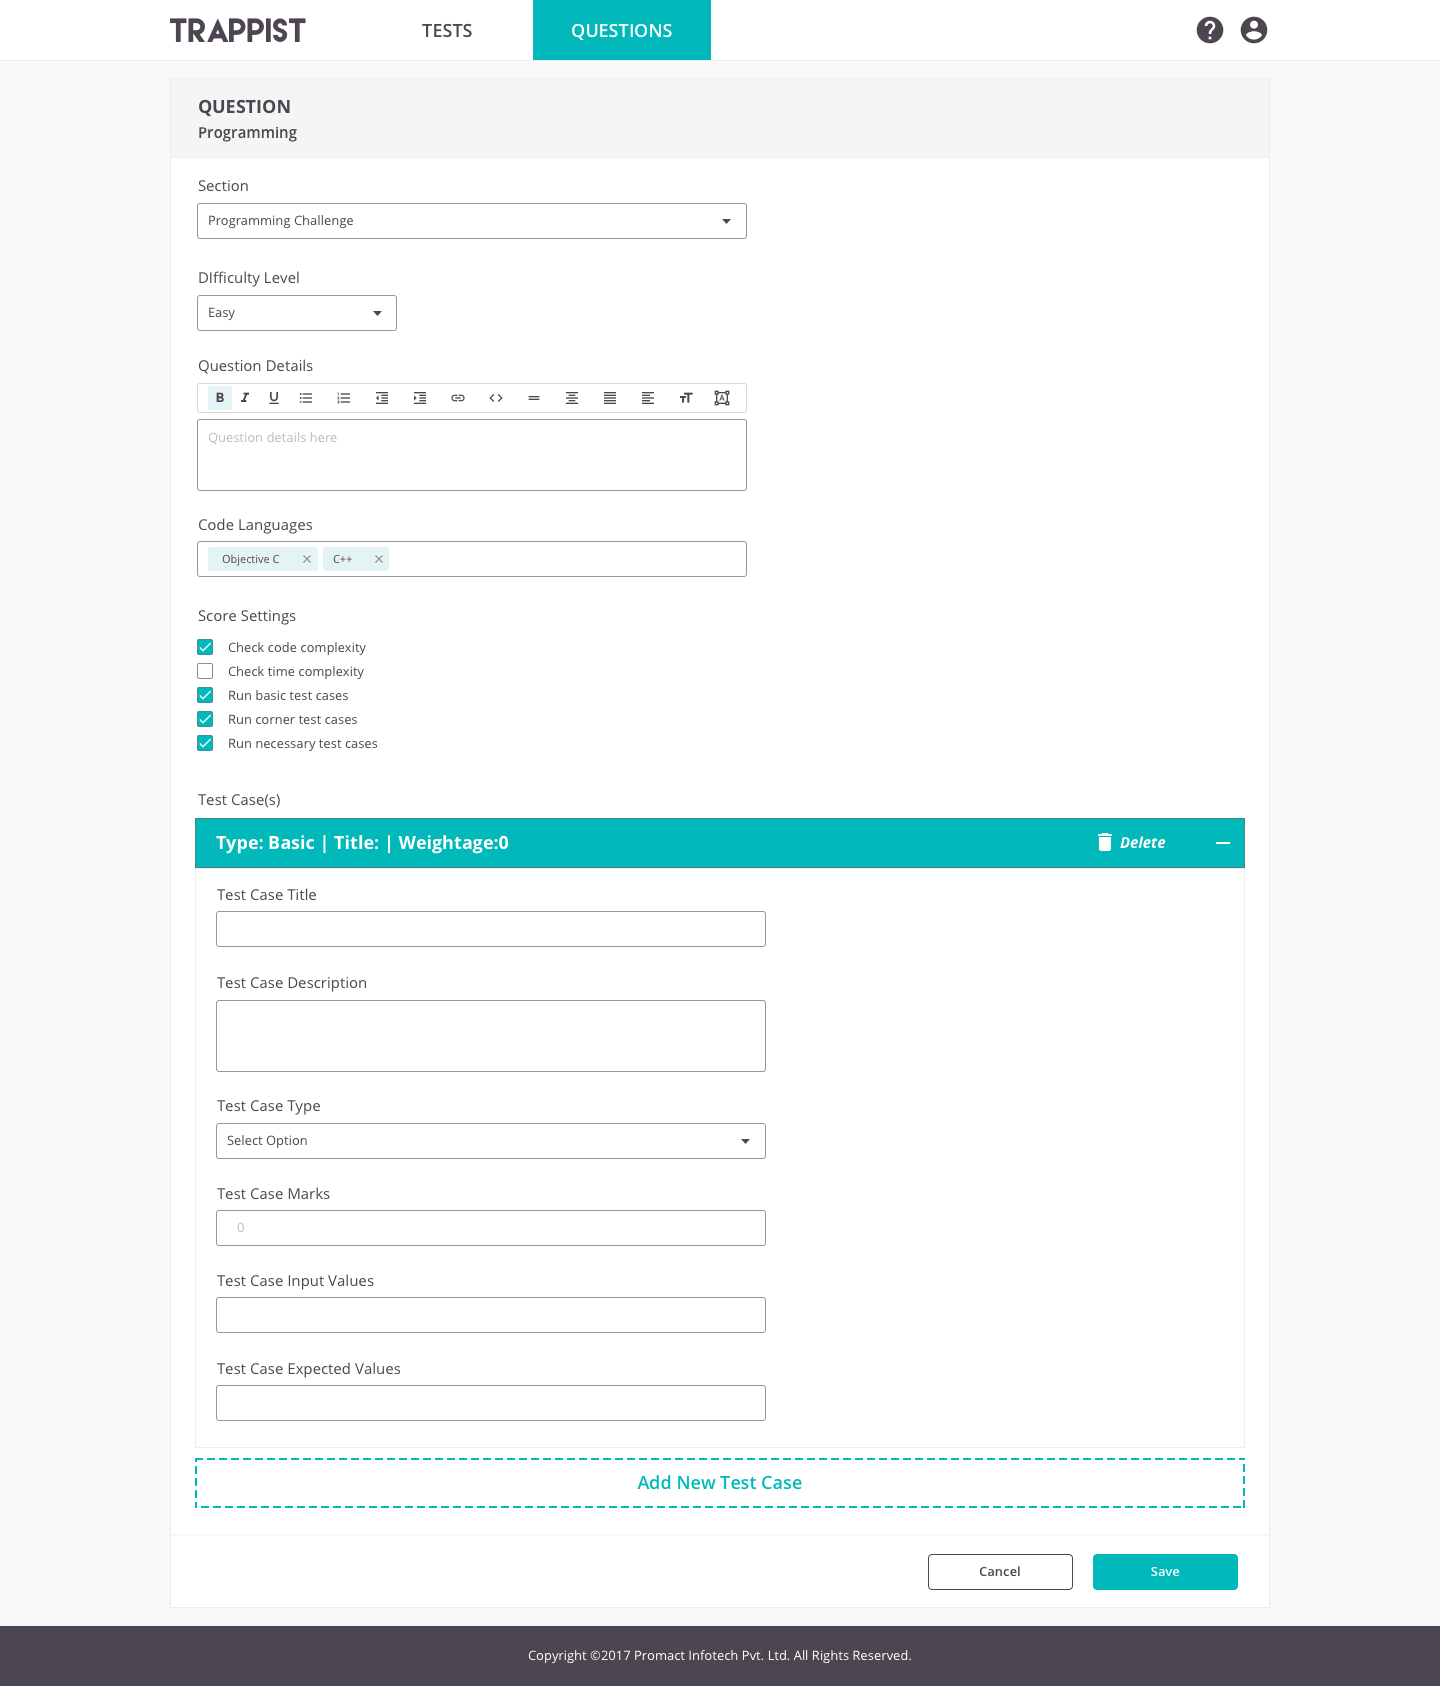 TRAPPIST
TESTS
QUESTIONS
QUESTION
Programming
Section
Programming Challenge
DIfficulty Level
Easy
Question Details
B I U
Question details here
Code Languages
Objective C
C++
Score Settings
Check code complexity
Check time complexity
Run basic test cases
Run corner test cases
Run necessary test cases
Test Case(s)
Type: Basic | Title: | Weightage:0
Delete
Test Case Title
Test Case Description
Test Case Type
Select Option
Test Case Marks
0
Test Case Input Values
Test Case Expected Values
Add New Test Case
Cancel
Save
Copyright ©2017 Promact Infotech Pvt. Ltd. All Rights Reserved.